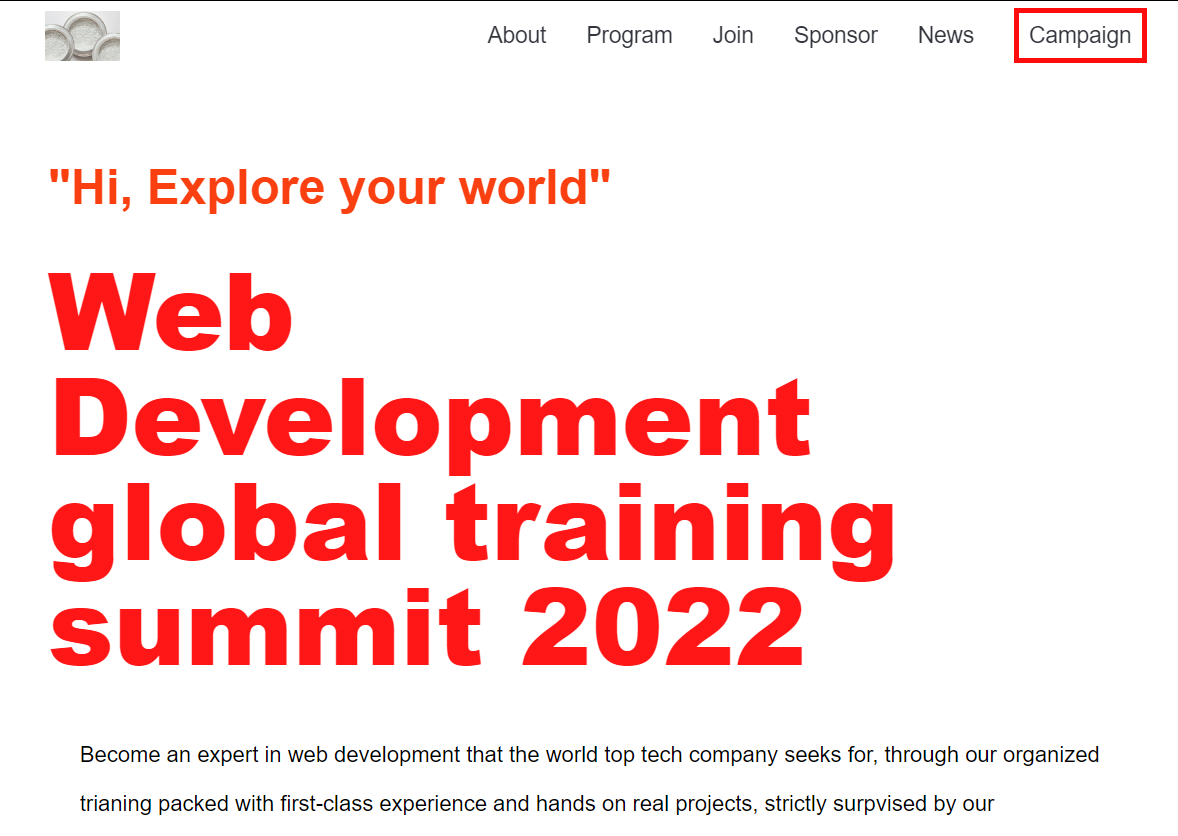 About Program Join Sponsor News Campaign
"Hi, Explore your world"
Web
Development
global training
summit 2022
Become an expert in web development that the world top tech company seeks for, through our organized
trianing packed with first-class experience and hands on real projects, strictly surpvised by our